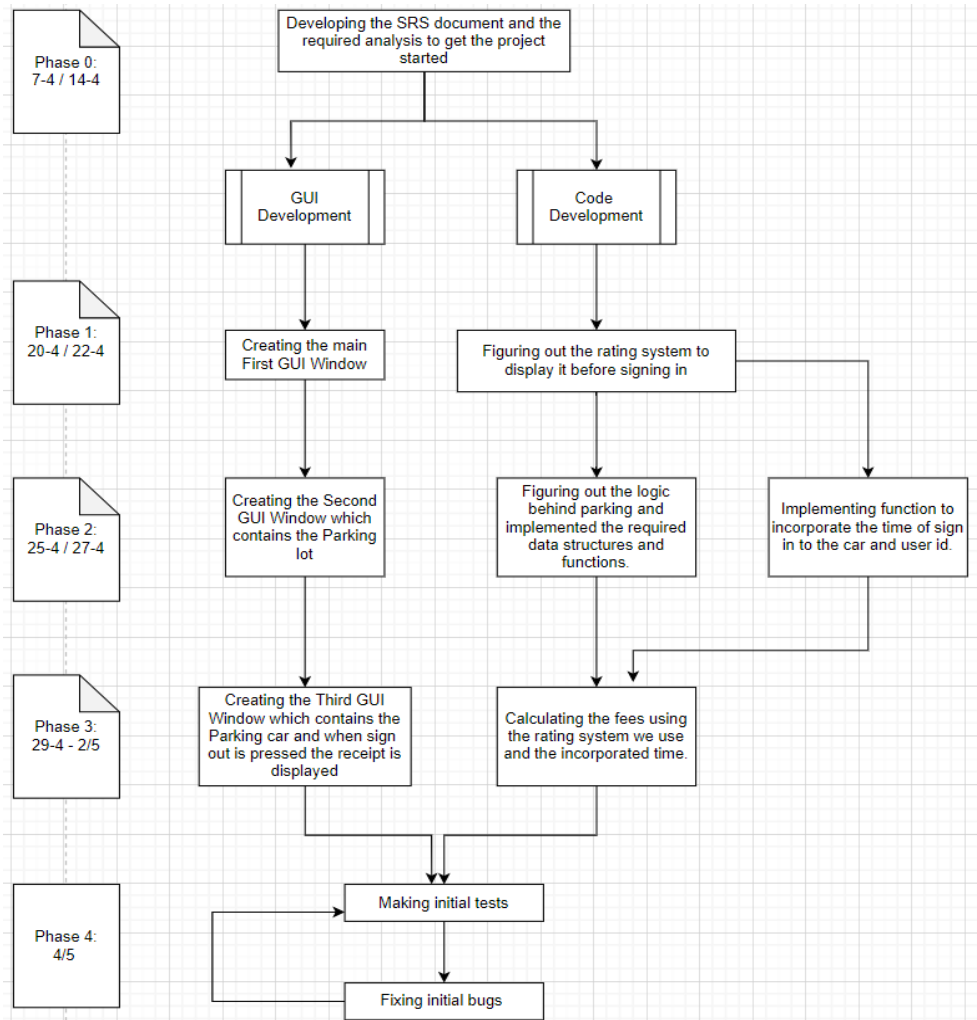 Developing the SRS document and the
required analysis to get the project
started
Phase 0:
7-4 / 14-4
GUI
Development
Code
Development
Phase 1:
20-4 / 22-4
Creating the main
First GUI Window
Figuring out the rating system to
display it before signing in
Phase 2:
25-4 / 27-4
Creating the Second
GUI Window which
contains the Parking
lot
Figuring out the logic
behind parking and
implemented the required
data structures and
functions.
Implementing function to
incorporate the time of sign
in to the car and user id.
Phase 3:
29-4 - 2/5
Creating the Third GUI
Window which contains the
Parking car and when sign
out is pressed the receipt is
displayed
Calculating the fees using
the rating system we use
and the incorporated time.
Phase 4:
4/5
Making initial tests
Fixing initial bugs